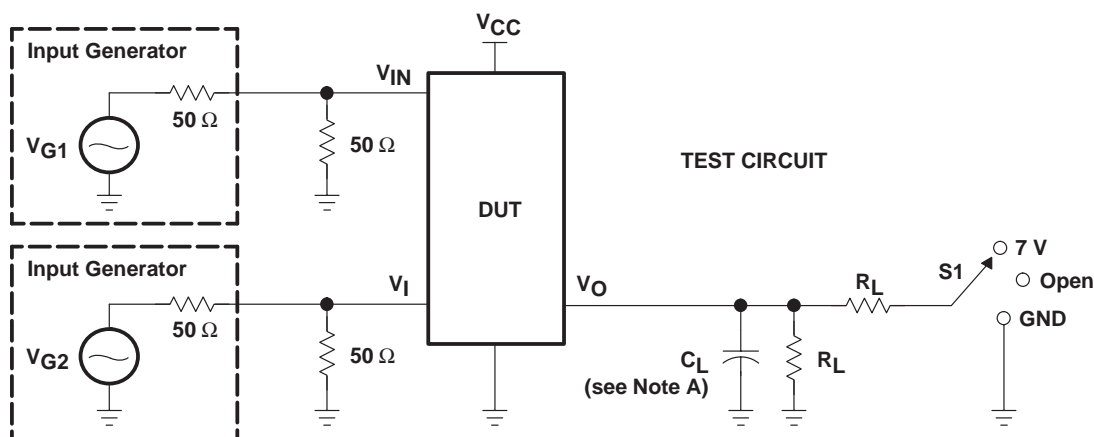 VCC
Input Generator
VIN
50 Ω
VG1
50 Ω
TEST CIRCUIT
DUT
Input Generator
7 V
S1
VI
VO
RL
Open
50 Ω
GND
VG2
50 Ω
CL
(see Note A)
RL